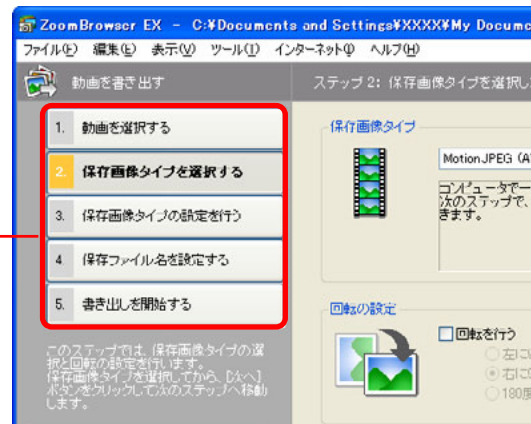 ZoomBrowser EX - C:¥Documents and Settings¥XXXX¥My Docume
ファイル(F) 編集(E) 表示(V) ツール(T) インターネット(I) ヘルプ(H)
動画を書き出す
ステップ 2: 保存画像タイプを選択し
1. 動画を選択する
2. 保存画像タイプを選択する
3. 保存画像タイプの設定を行う
4. 保存ファイル名を設定する
5. 書き出しを開始する
このステップでは、保存画像タイプの選
択と回転の設定を行います。
保存画像タイプを選択してから、[次へ]
ボタンをクリックして次のステップへ移動
します。
保存画像タイプ
Motion JPEG (A
コンピュータで一
次のステップで、
きます。
回転の設定
回転を行う
左に
右に
180度